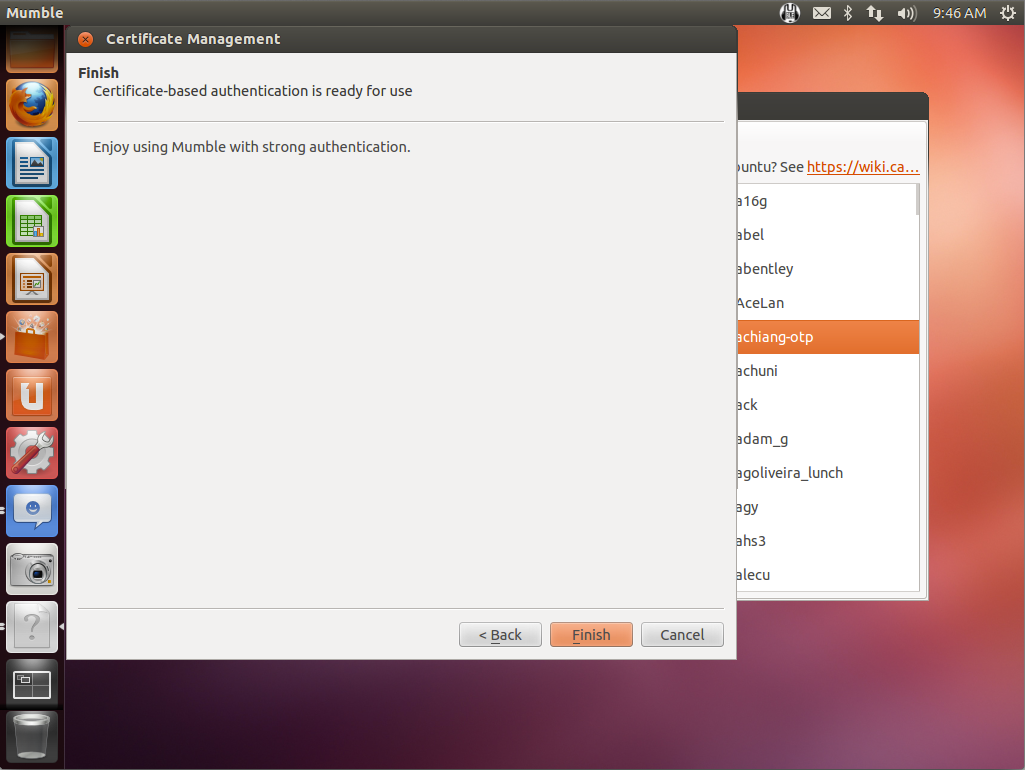 Mumble
9:46 AM
Certificate Management
Finish
Certificate-based authentication is ready for use
Enjoy using Mumble with strong authentication.
< Back
Finish
Cancel
buntu? See https://wiki.ca...
a16g
abel
abentley
AceLan
achiang-otp
achuni
ack
adam_g
agoliveira_lunch
agy
ahs3
alecu